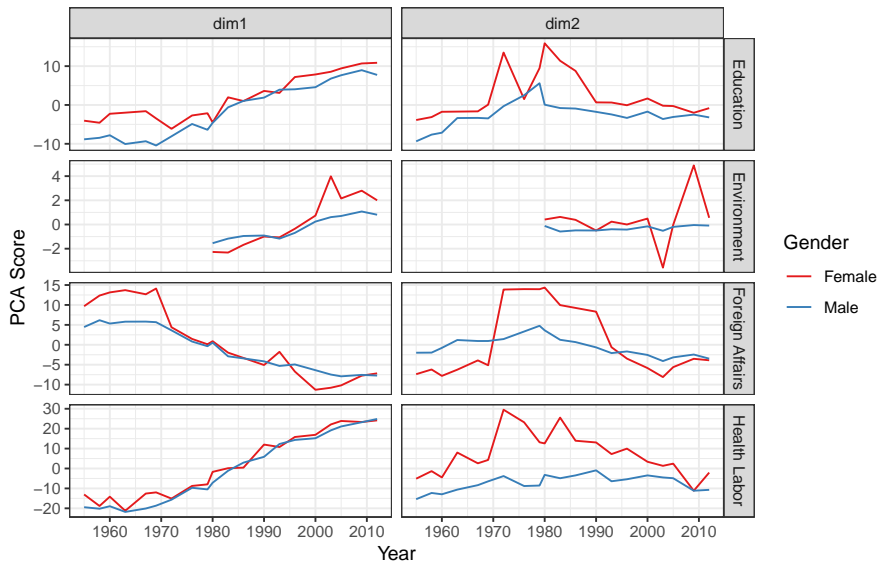 dim1
dim2
10
0
−10
Education
4
2
0
−2
Environment
15
10
5
0
−5
−10
Foreign Affairs
30
20
10
0
−10
−20
Health Labor
1960 1970 1980 1990 2000 2010
1960 1970 1980 1990 2000 2010
Year
PCA Score
Gender
Female
Male